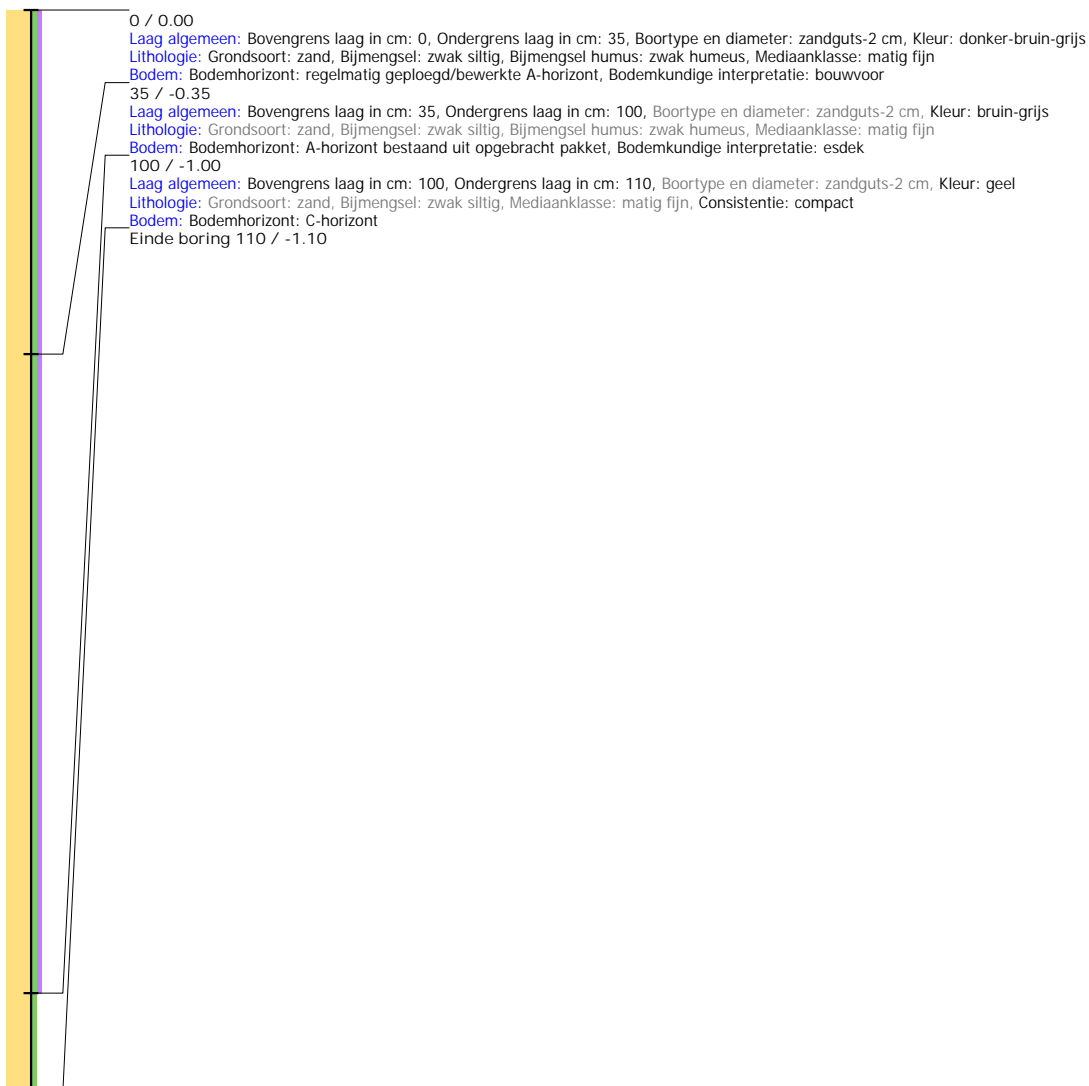 0 / 0.00
Laag algemeen: Bovengrens laag in cm: 0, Ondergrens laag in cm: 35, Boortype en diameter: zandguts-2 cm, Kleur: donker-bruin-grijs
Lithologie: Grondsoort: zand, Bijmengsel: zwak siltig, Bijmengsel humus: zwak humeus, Mediaanklasse: matig fijn
Bodem: Bodemhorizont: regelmatig geploegd/bewerkte A-horizont, Bodemkundige interpretatie: bouwvoor
35 / -0.35
Laag algemeen: Bovengrens laag in cm: 35, Ondergrens laag in cm: 100, Boortype en diameter: zandguts-2 cm, Kleur: bruin-grijs
Lithologie: Grondsoort: zand, Bijmengsel: zwak siltig, Bijmengsel humus: zwak humeus, Mediaanklasse: matig fijn
Bodem: Bodemhorizont: A-horizont bestaand uit opgebracht pakket, Bodemkundige interpretatie: esdek
100 / -1.00
Laag algemeen: Bovengrens laag in cm: 100, Ondergrens laag in cm: 110, Boortype en diameter: zandguts-2 cm, Kleur: geel
Lithologie: Grondsoort: zand, Bijmengsel: zwak siltig, Mediaanklasse: matig fijn, Consistentie: compact
Bodem: Bodemhorizont: C-horizont
Einde boring 110 / -1.10